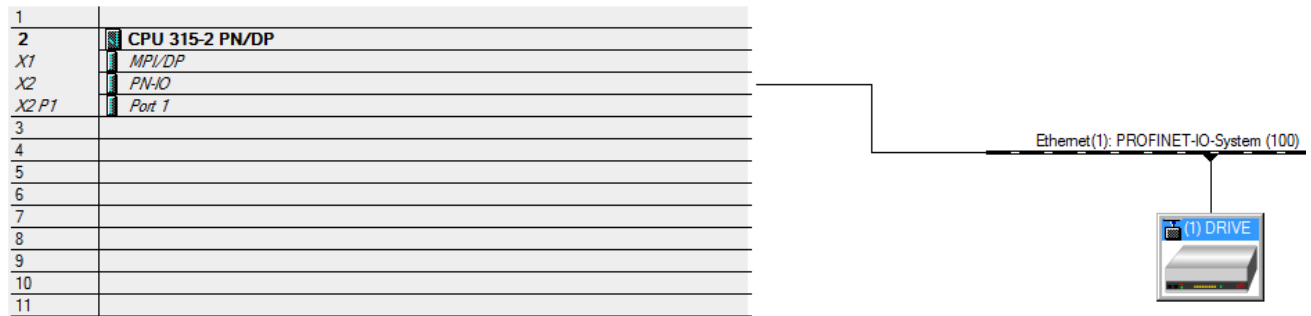 1
2 CPU 315-2 PN/DP
X1 MPI/DP
X2 PN-IO
X2 P1 Port 1
3
4
5
6
7
8
9
10
11
Ethernet(1): PROFINET-IO-System (100)
(1) DRIVE